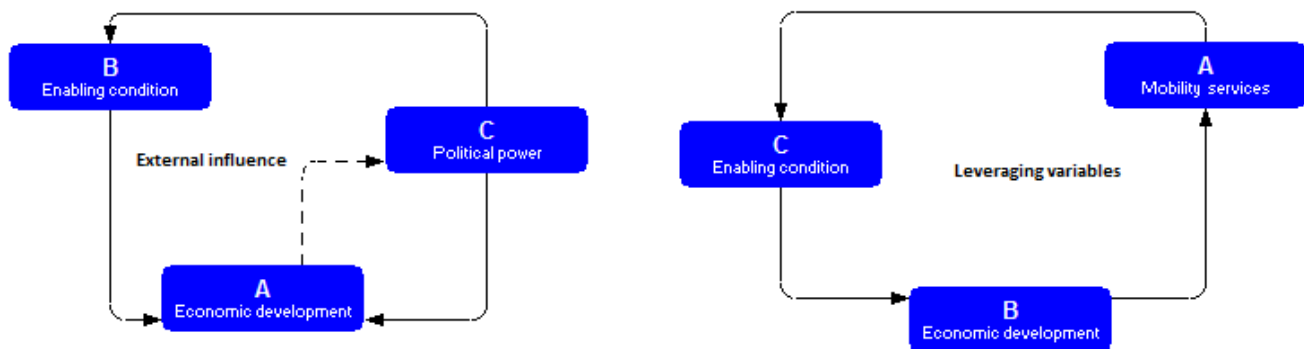 B
Enabling condition
External influence
C
Political power
A
Economic development
A
Mobility services
C
Enabling condition
Leveraging variables
B
Economic development